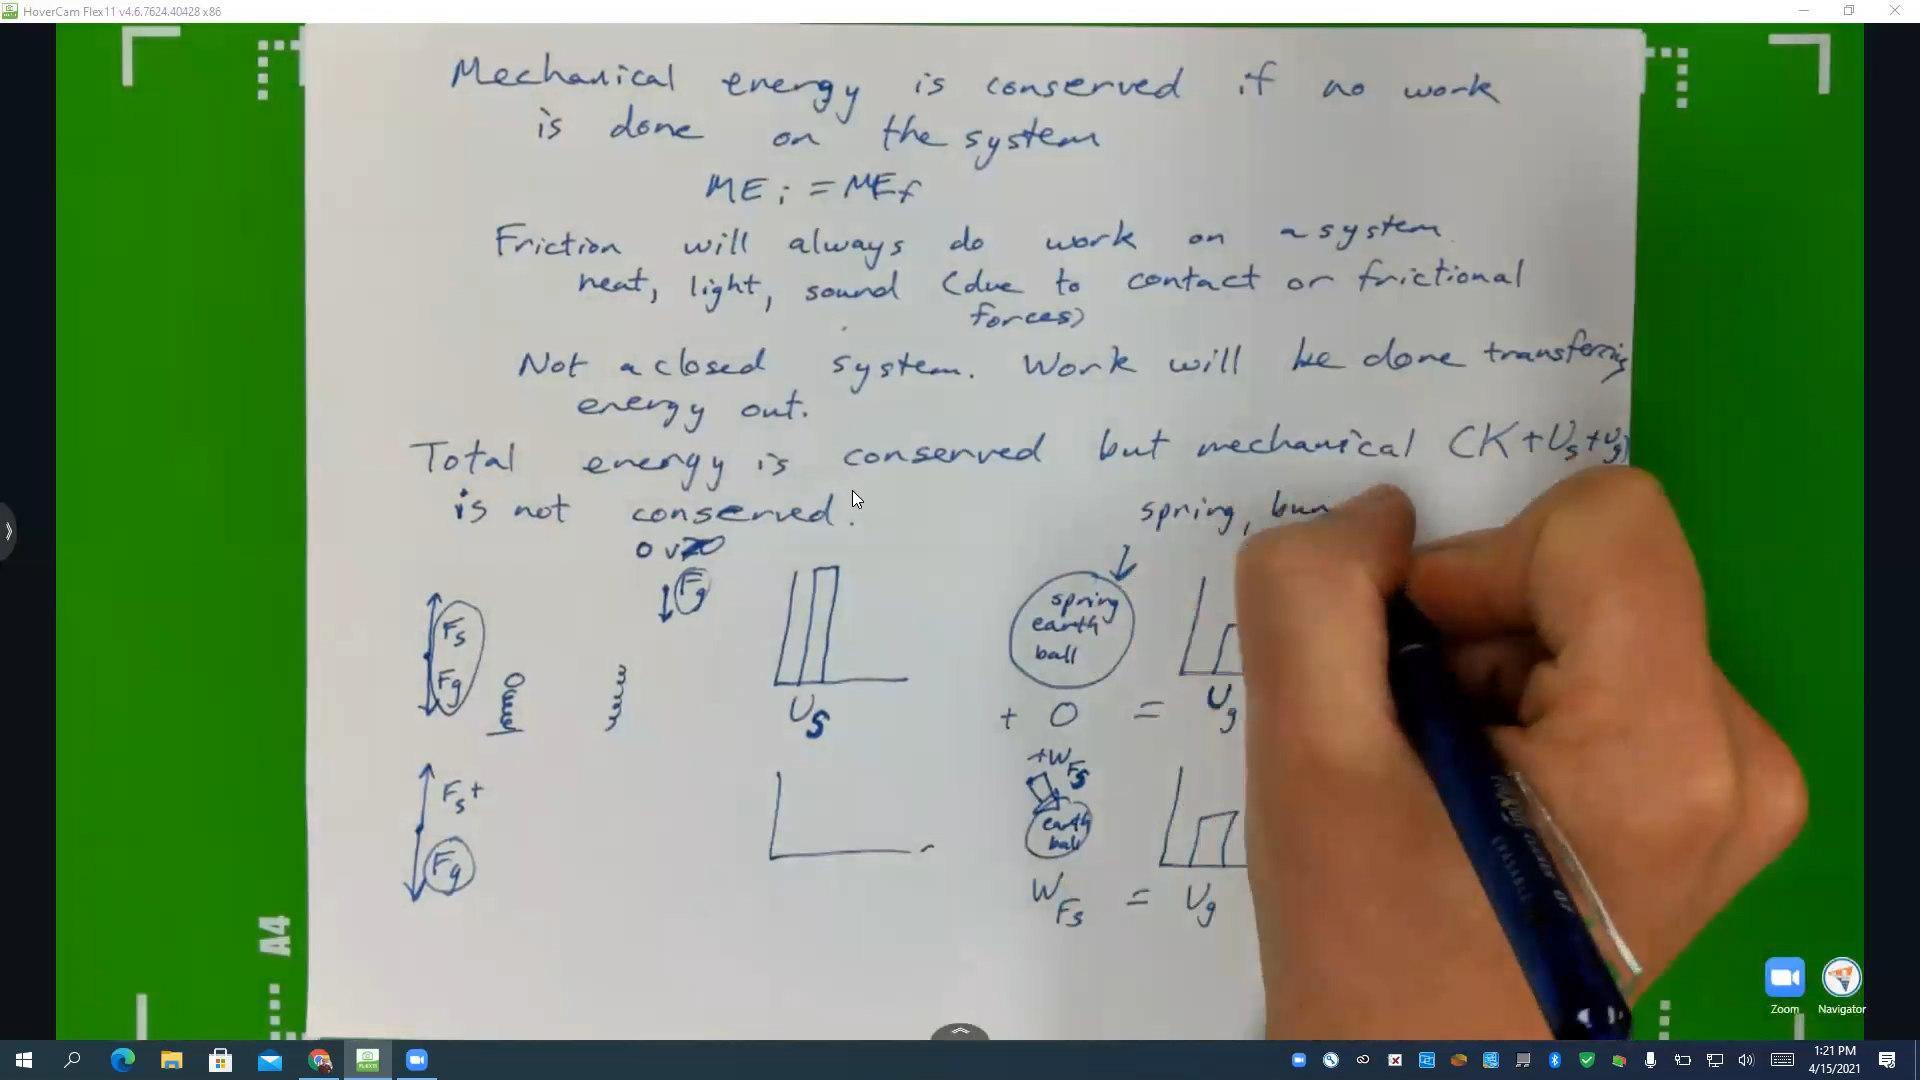 HoverCam Flex11 v4.6.7624.40428 x86
Mechanical energy is conserved if no work
is done on the system
ME i = MEf
Friction will always do work on a system
heat, light, sound (due to contact or frictional
forces)
Not a closed system. Work will be done transferring
energy out.
Total energy is conserved but mechanical (K+Us+Ug)
is not conserved.
spring, bun
Fg
spring
earth
ball
Fs
Fg
Us
+ 0 = Ug
+WFs
Fs+
earth
ball
Fg
WFs = Ug
A4
Zoom
Navigator
FLEX11
1:21 PM
4/15/2021